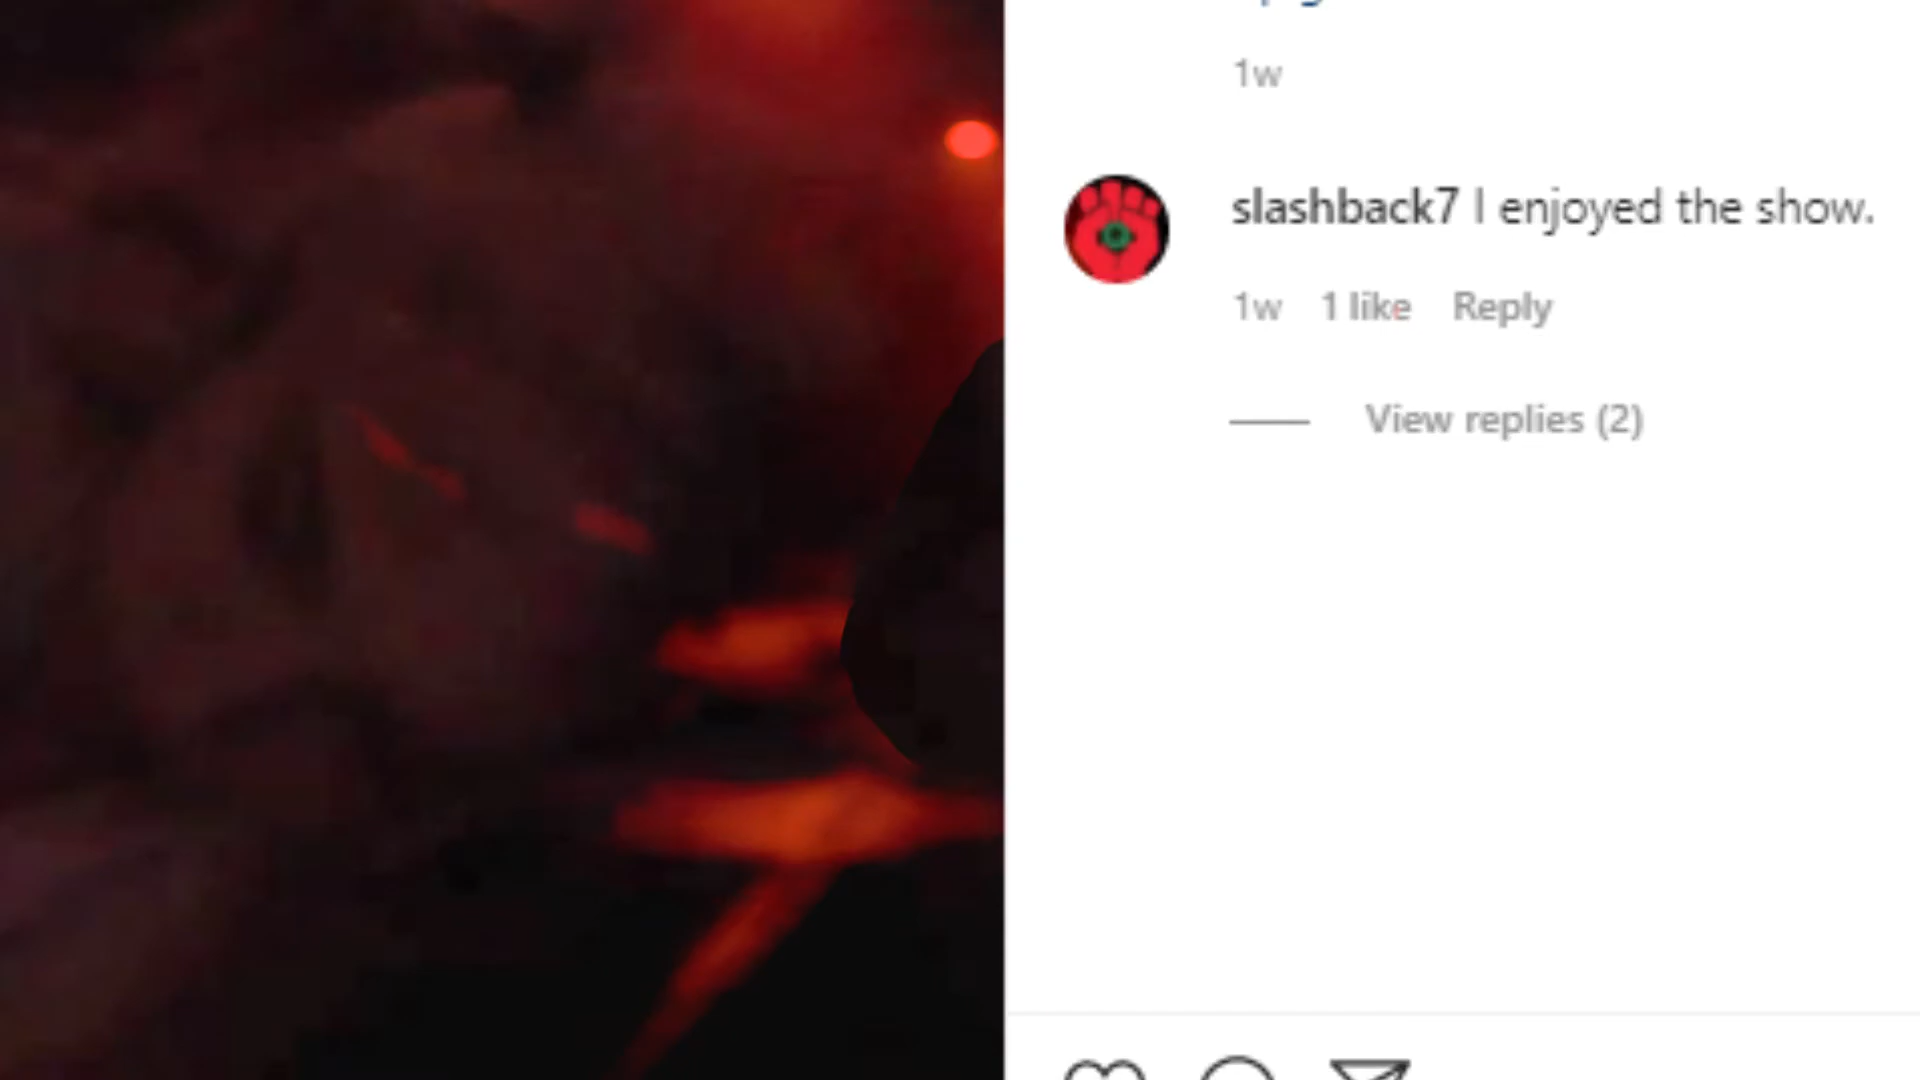 1w
slashback7 I enjoyed the show.
1w 1 like Reply
View replies (2)